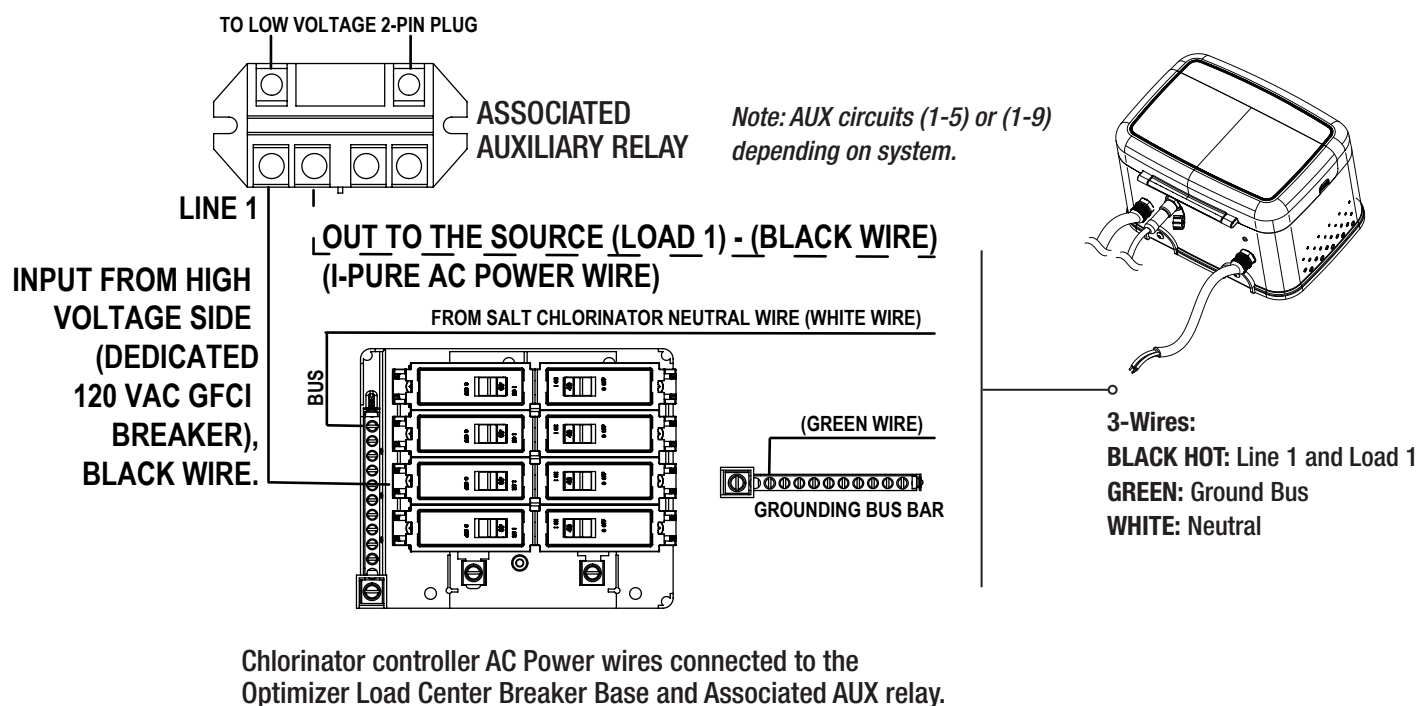 TO LOW VOLTAGE 2-PIN PLUG
ASSOCIATED
AUXILIARY RELAY
Note: AUX circuits (1-5) or (1-9)
depending on system.
LINE 1
OUT TO THE SOURCE (LOAD 1) - (BLACK WIRE)
(I-PURE AC POWER WIRE)
INPUT FROM HIGH
VOLTAGE SIDE
(DEDICATED
120 VAC GFCI
BREAKER),
BLACK WIRE.
FROM SALT CHLORINATOR NEUTRAL WIRE (WHITE WIRE)
BUS
(GREEN WIRE)
GROUNDING BUS BAR
3-Wires:
BLACK HOT: Line 1 and Load 1
GREEN: Ground Bus
WHITE: Neutral
Chlorinator controller AC Power wires connected to the
Optimizer Load Center Breaker Base and Associated AUX relay.